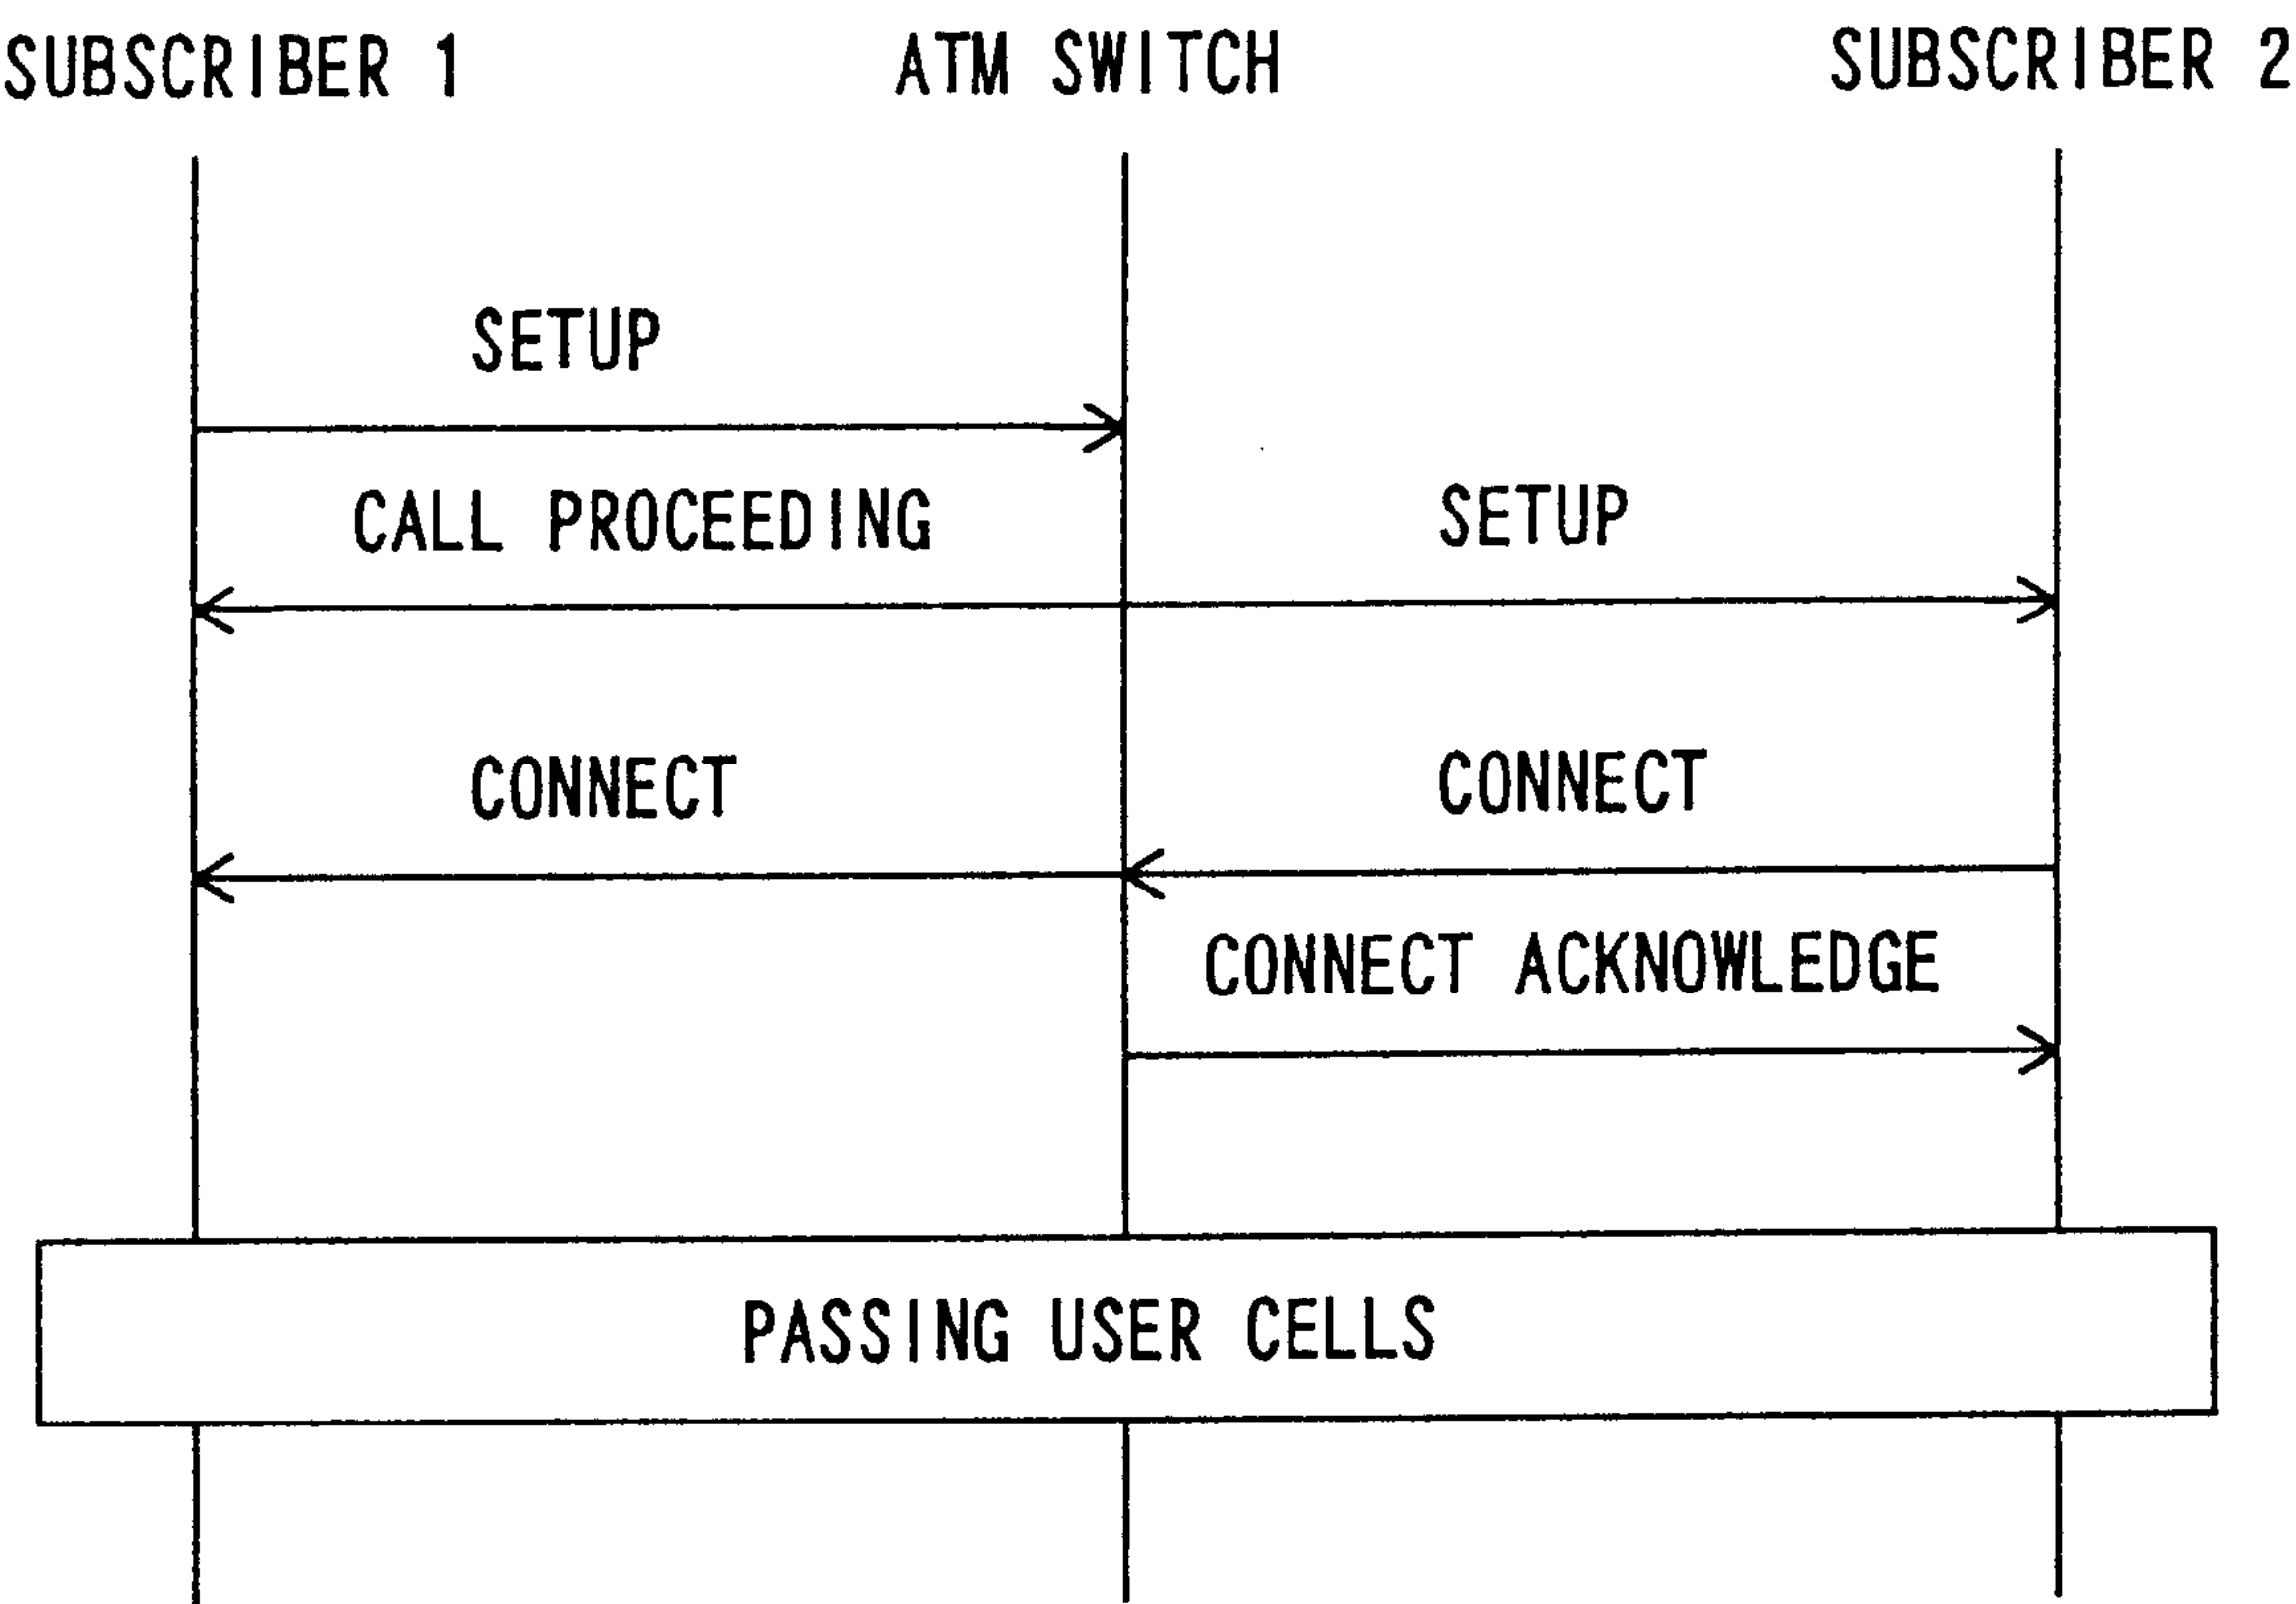 SUBSCRIBER 1
ATM SWITCH
SUBSCRIBER 2
SETUP
CALL PROCEEDING
SETUP
CONNECT
CONNECT
CONNECT ACKNOWLEDGE
PASSING USER CELLS